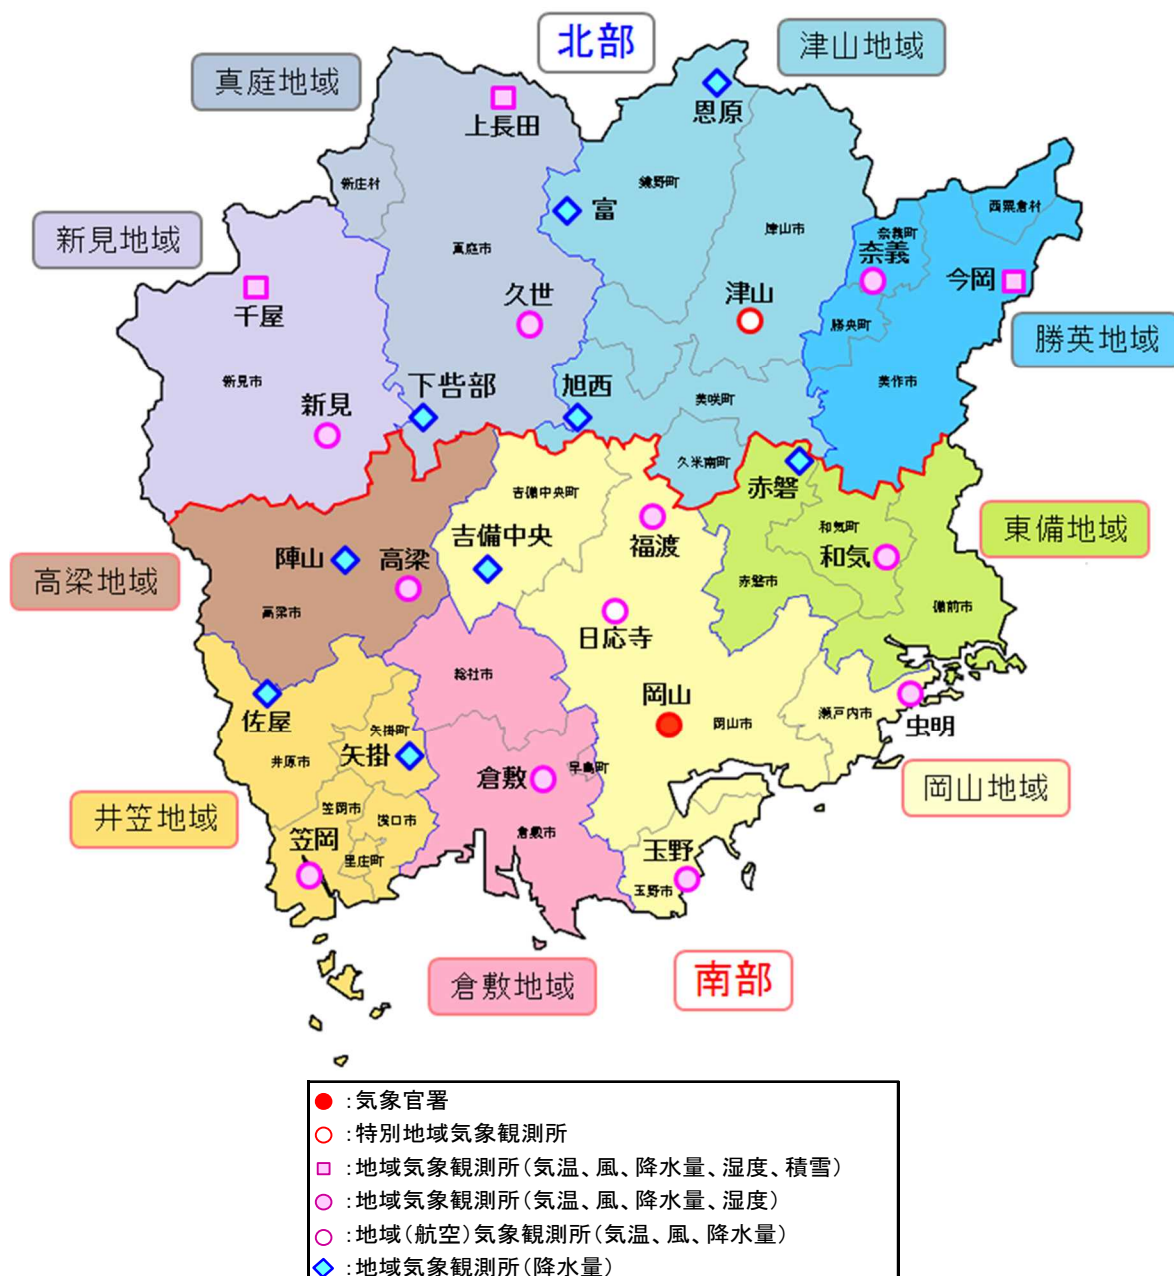 北部
津山地域
真庭地域
恩原
上長田
新庄村
鏡野町
西粟倉村
富
津山市
奈義町
奈義
新見地域
真庭市
今岡
千屋
久世
津山
勝央町
勝英地域
新見市
下呰部
旭西
美作市
新見
美咲町
久米南町
赤磐
吉備中央町
東備地域
吉備中央
福渡
和気町
和気
陣山
高梁
高梁地域
赤磐市
備前市
高梁市
日応寺
総社市
岡山
佐屋
瀬戸内市
岡山市
虫明
矢掛町
矢掛
井原市
早島町
倉敷
岡山地域
井笠地域
笠岡市
浅口市
倉敷市
笠岡
里庄町
玉野
玉野市
倉敷地域
南部
:気象官署
:特別地域気象観測所
:地域気象観測所(気温、風、降水量、湿度、積雪)
:地域気象観測所(気温、風、降水量、湿度)
:地域(航空)気象観測所(気温、風、降水量)
:地域気象観測所(降水量)